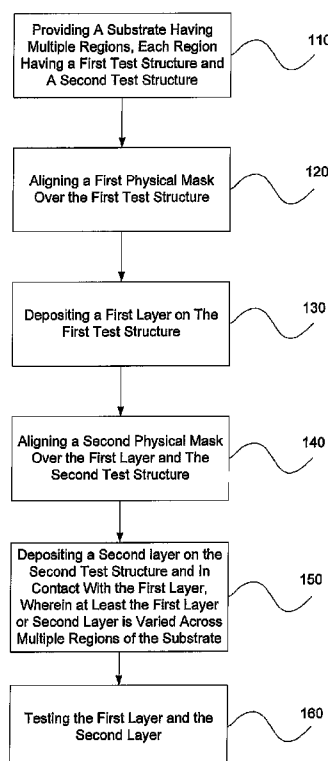 Providing A Substrate Having
Multiple Regions, Each Region
Having a First Test Structure and
A Second Test Structure
110
Aligning a First Physical Mask
Over the First Test Structure
120
Depositing a First Layer on The
First Test Structure
130
Aligning a Second Physical Mask
Over the First Layer and The
Second Test Structure
140
Depositing a Second layer on the
Second Test Structure and In
Contact With the First Layer,
Wherein at Least the First Layer
or Second Layer is Varied Across
Multiple Regions of the Substrate
150
Testing the First Layer and the
Second Layer
160